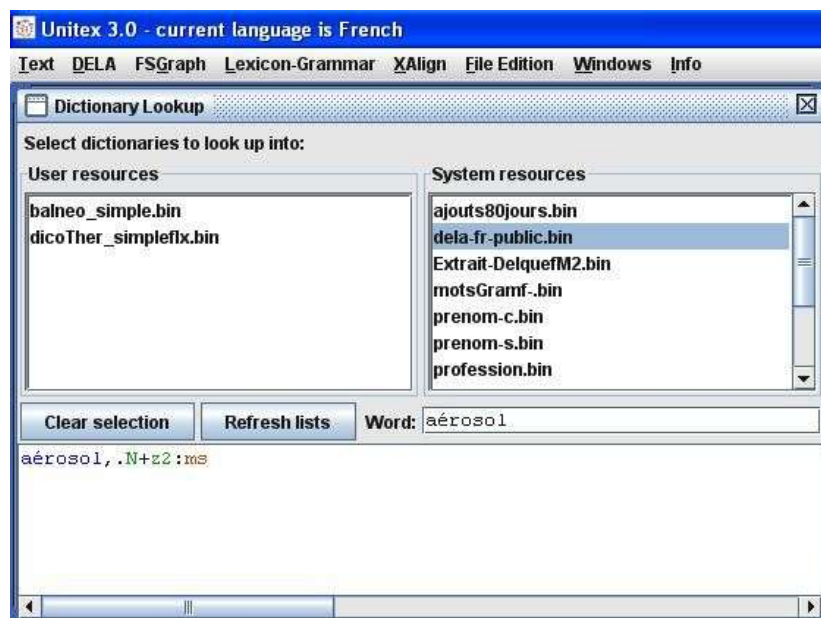 Unitex 3.0 - current language is French
Text DELA FSGraph Lexicon-Grammar XAlign File Edition Windows Info
Dictionary Lookup
Select dictionaries to look up into:
User resources
balneo_simple.bin
dicoTher_simpleflx.bin
System resources
ajouts80jours.bin
dela-fr-public.bin
Extrait-DelquefM2.bin
motsGramf-.bin
prenom-c.bin
prenom-s.bin
profession.bin
Clear selection Refresh lists Word: aérosol
aérosol,.N+z2:ms